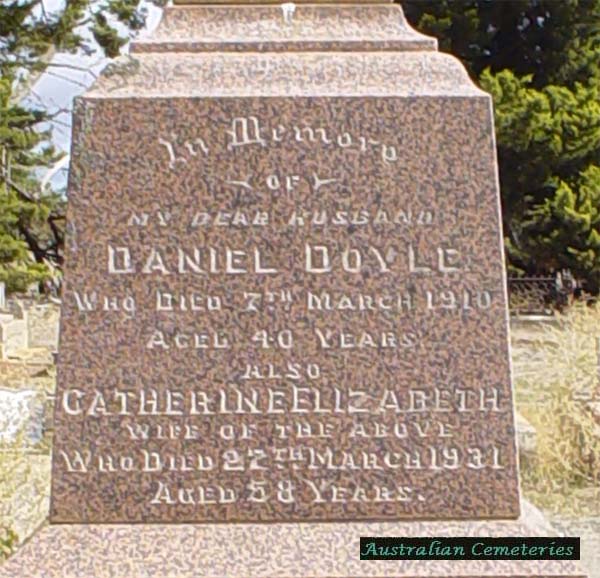 In Memory
OF
MY DEAR HUSBAND
DANIEL DOYLE
WHO DIED 7TH MARCH 1910
AGED 40 YEARS
ALSO
CATHERINE ELIZABETH
WIFE OF THE ABOVE
WHO DIED 27TH MARCH 1931
AGED 58 YEARS.
Australian Cemeteries